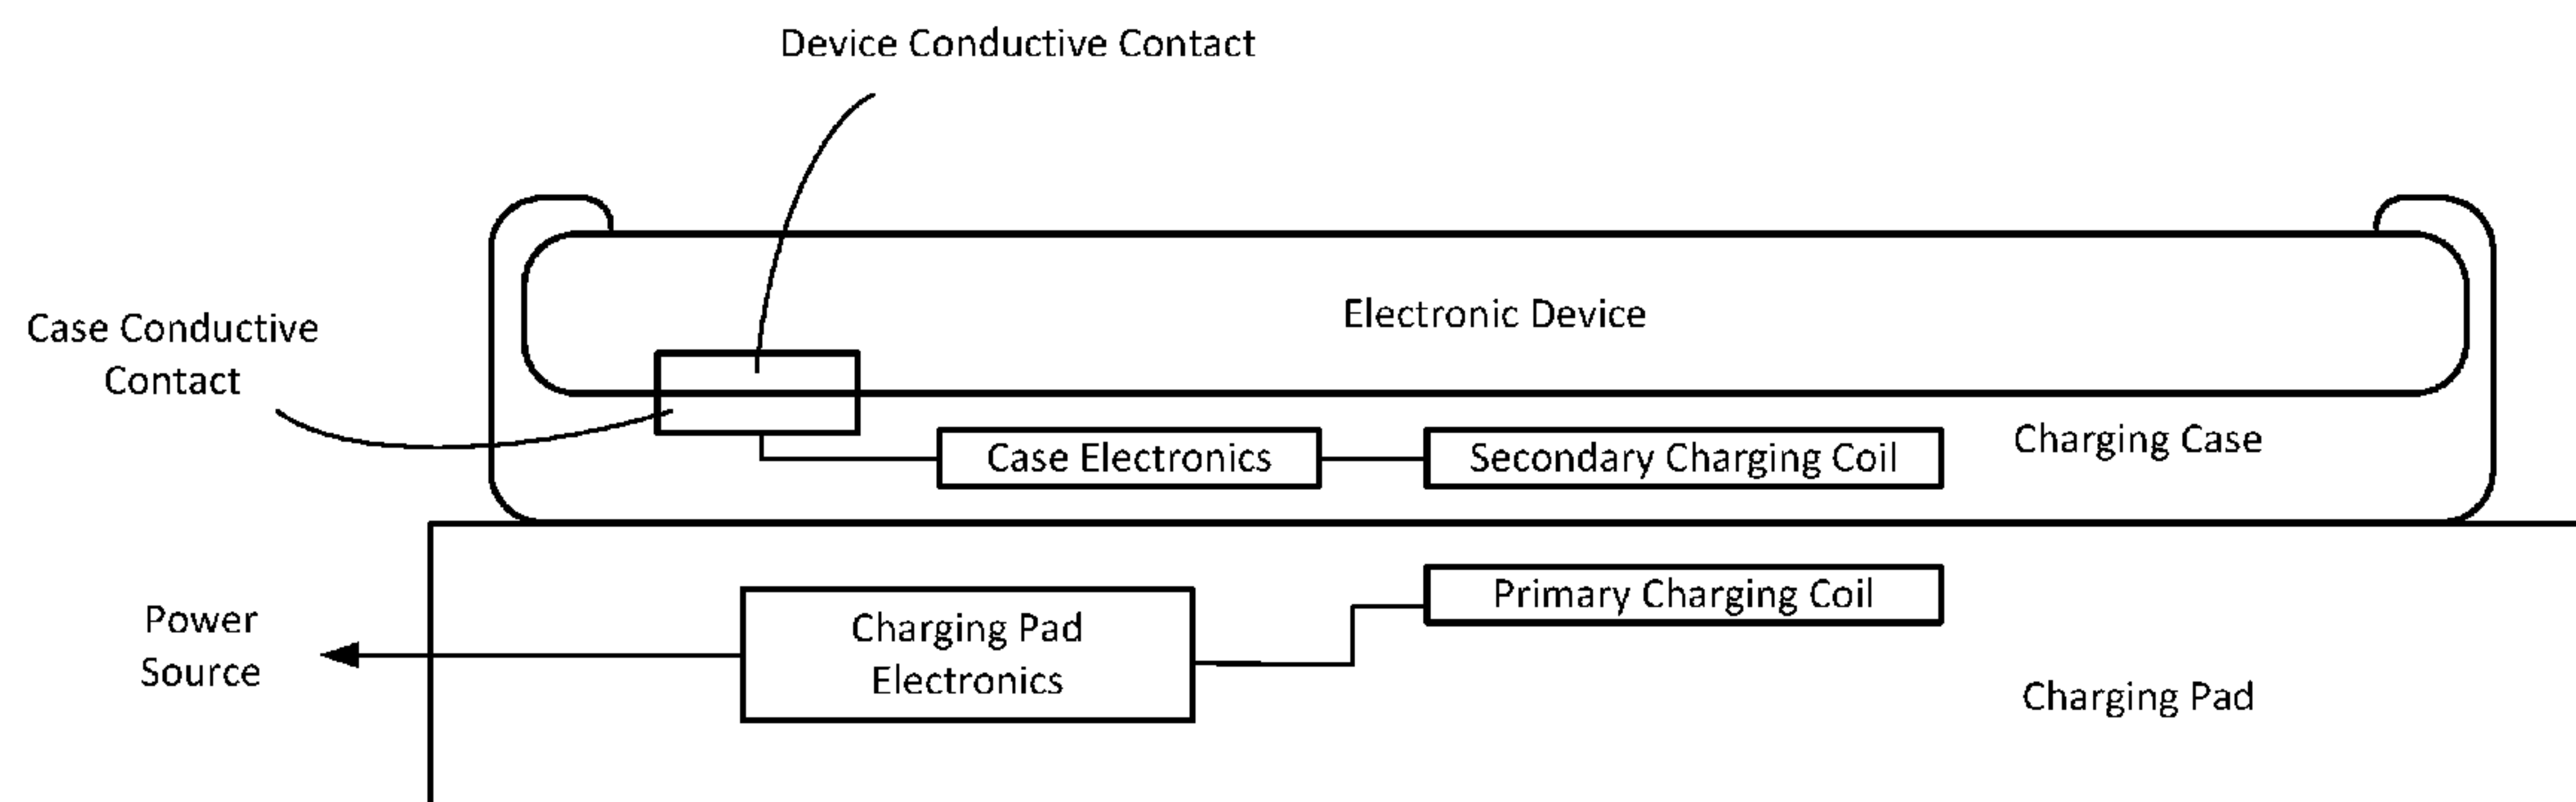 Device Conductive Contact
Electronic Device
Case Conductive
Contact
Case Electronics
Secondary Charging Coil
Charging Case
Primary Charging Coil
Power
Source
Charging Pad
Electronics
Charging Pad